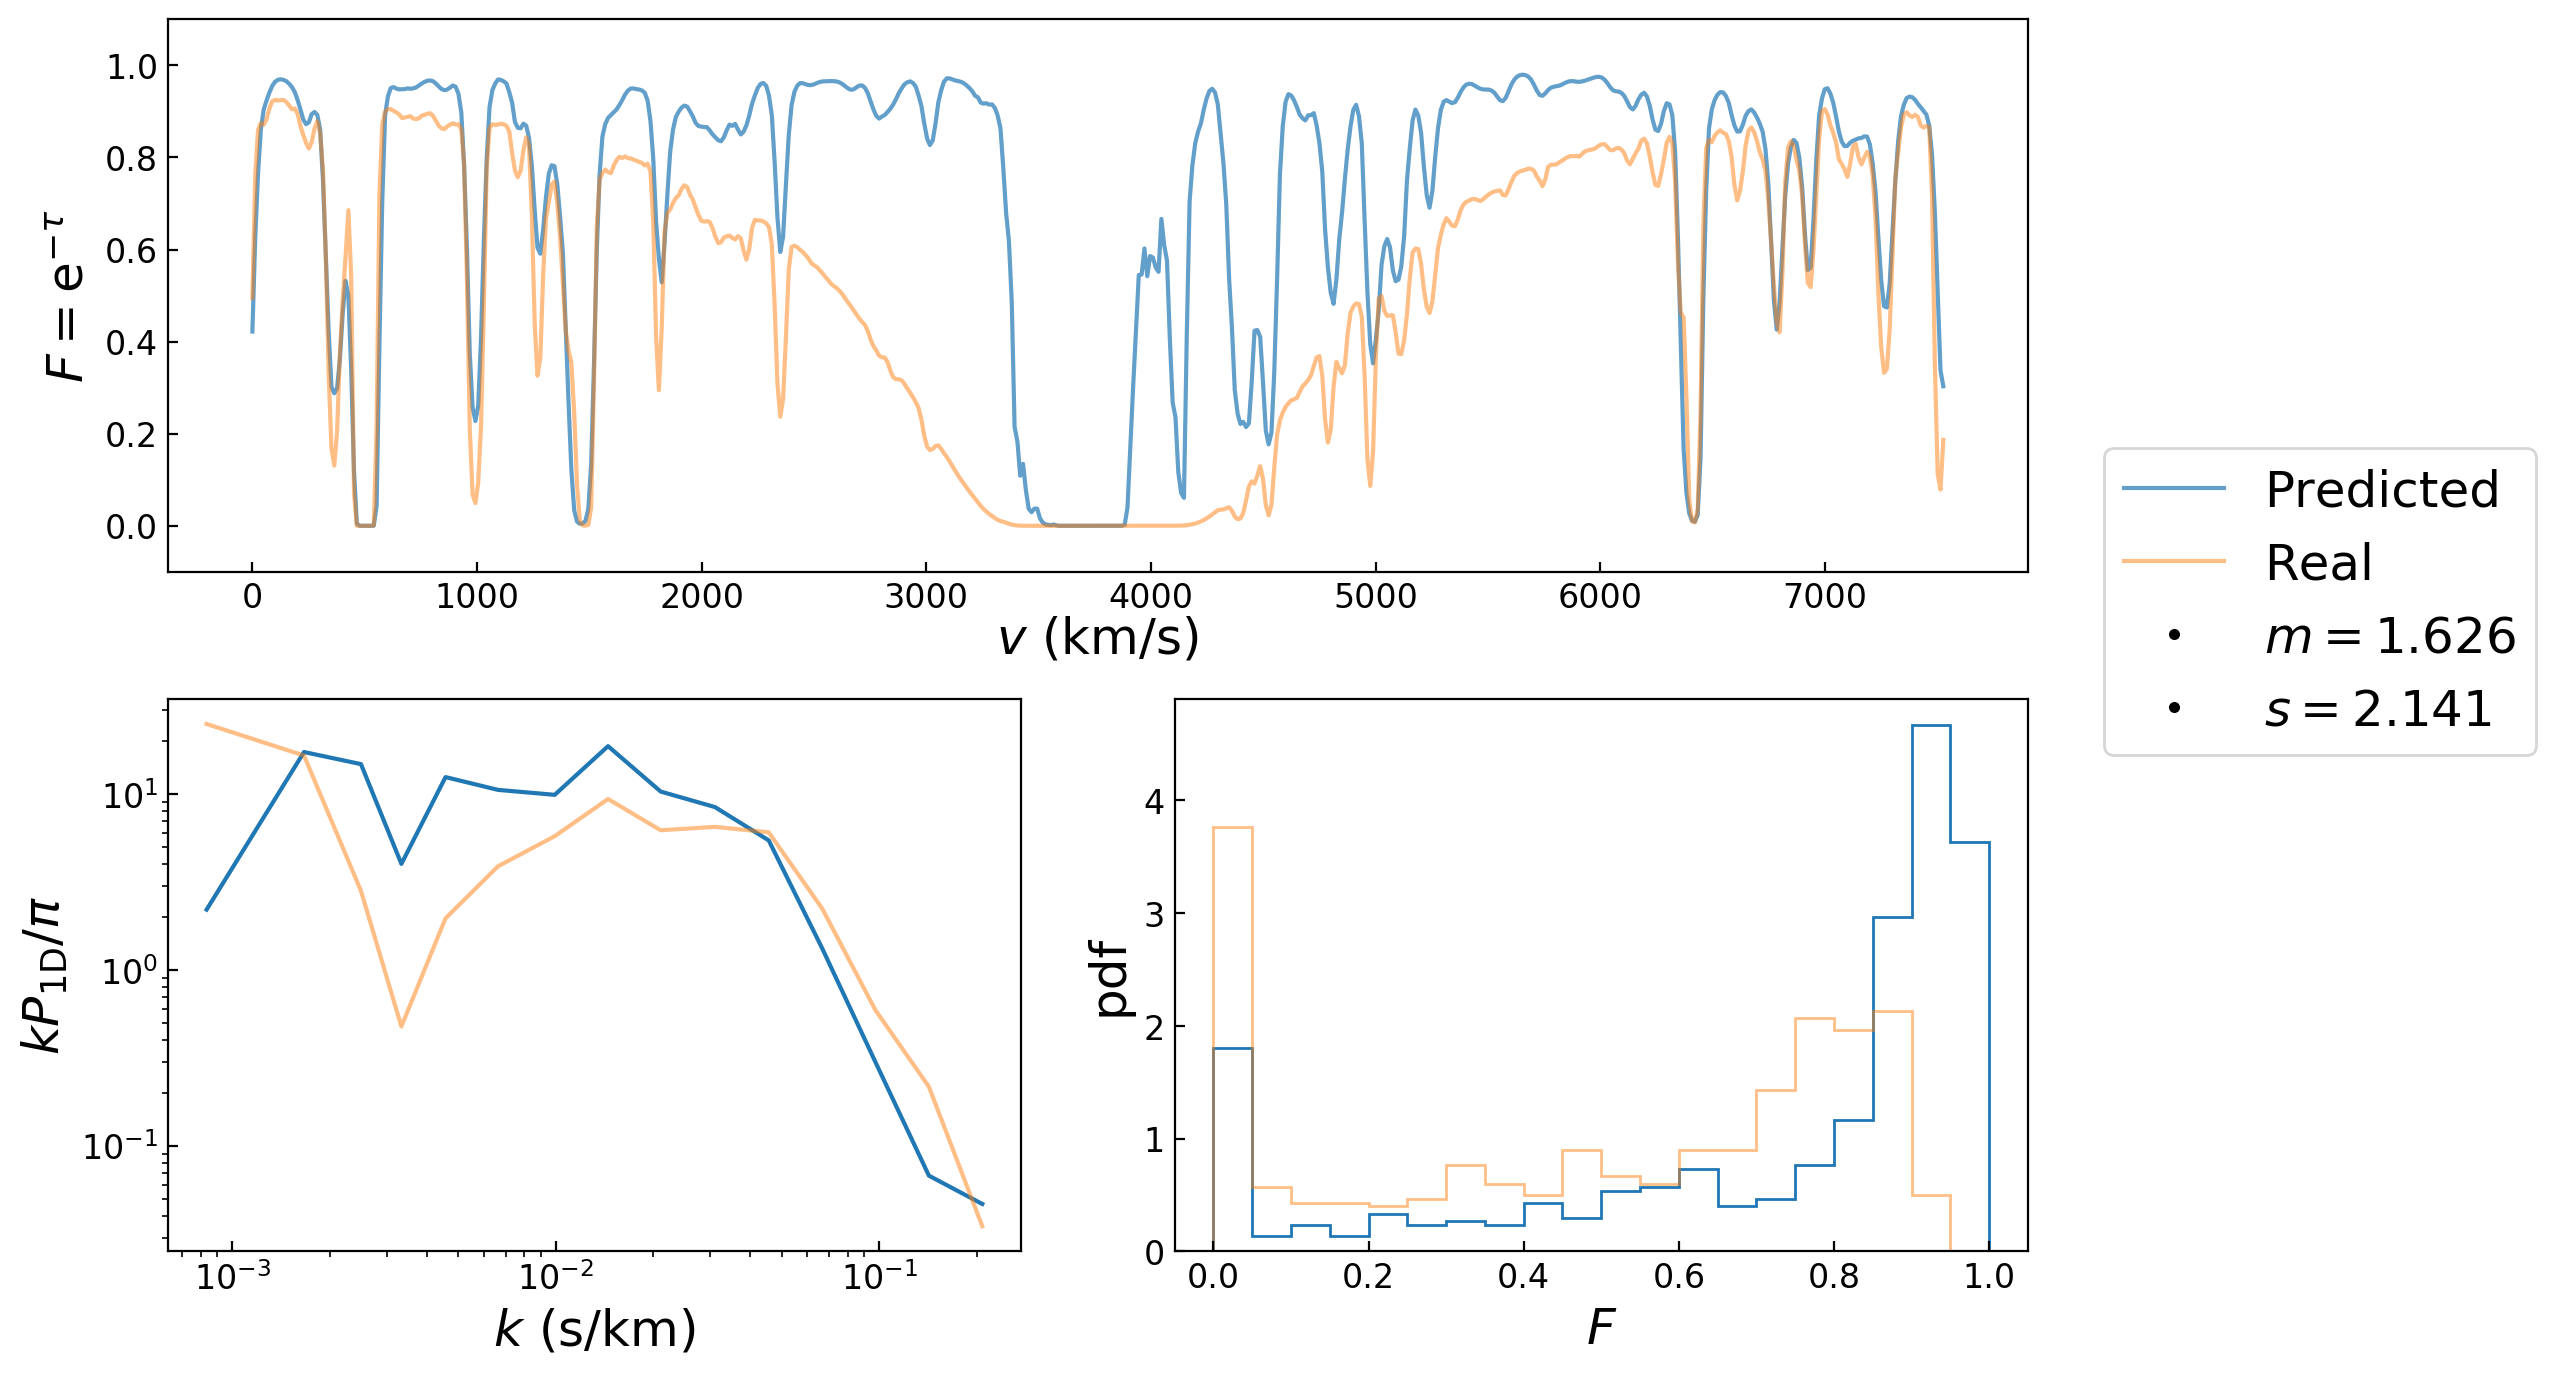 F = e^{−τ}
1.0
0.8
0.6
0.4
0.2
0.0
0 1000 2000 3000 4000 5000 6000 7000
v (km/s)
Predicted
Real
m = 1.626
s = 2.141
kP_{1D}/π
10^1
10^0
10^{−1}
10^{−3} 10^{−2} 10^{−1}
k (s/km)
pdf
4
3
2
1
0
0.0 0.2 0.4 0.6 0.8 1.0
F